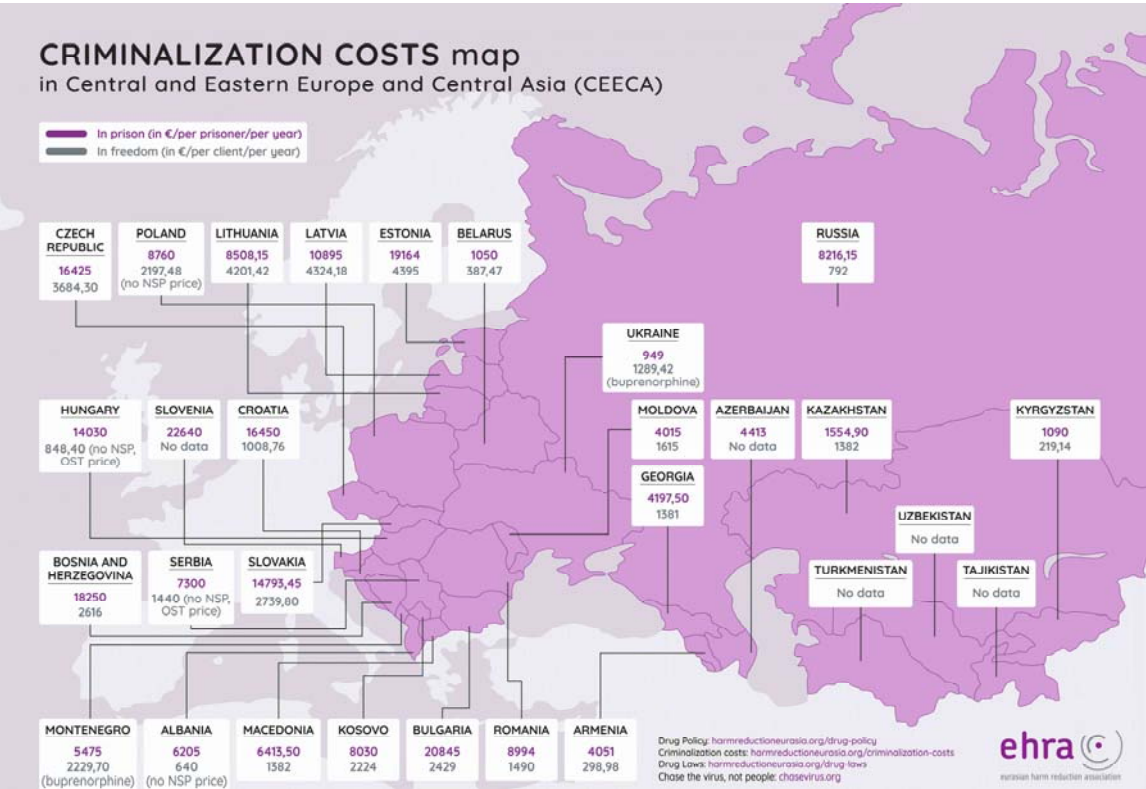 CRIMINALIZATION COSTS map
in Central and Eastern Europe and Central Asia (CEECA)
In prison (in €/per prisoner/per year)
In freedom (in €/per client/per year)
CZECH
REPUBLIC
16425
3684,30
POLAND
8760
2197,48
(no NSP price)
LITHUANIA
8508,15
4201,42
LATVIA
10895
4324,18
ESTONIA
19164
4395
BELARUS
1050
387,47
RUSSIA
8216,15
792
UKRAINE
949
1289,42
(buprenorphine)
HUNGARY
14030
848,40 (no NSP,
OST price)
SLOVENIA
22640
No data
CROATIA
16450
1008,76
MOLDOVA
4015
1615
AZERBAIJAN
4413
No data
KAZAKHSTAN
1554,90
1382
KYRGYZSTAN
1090
219,14
GEORGIA
4197,50
1381
UZBEKISTAN
No data
BOSNIA AND
HERZEGOVINA
18250
2616
SERBIA
7300
1440 (no NSP,
OST price)
SLOVAKIA
14793,45
2739,80
TURKMENISTAN
No data
TAJIKISTAN
No data
MONTENEGRO
5475
2229,70
(buprenorphine)
ALBANIA
6205
640
(no NSP price)
MACEDONIA
6413,50
1382
KOSOVO
8030
2224
BULGARIA
20845
2429
ROMANIA
8994
1490
ARMENIA
4051
298,98
Drug Policy: harmreductioneurasia.org/drug-policy
Criminalization costs: harmreductioneurasia.org/criminalization-costs
Drug Laws: harmreductioneurasia.org/drug-laws
Chase the virus, not people: chasevirus.org
ehra
eurasian harm reduction association